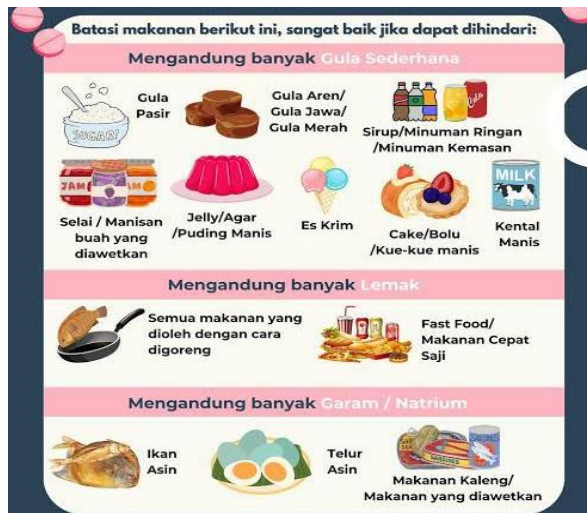 Batasi makanan berikut ini, sangat baik jika dapat dihindari:
Mengandung banyak Gula Sederhana
SUGAR!
Gula
Pasir
Gula Aren/
Gula Jawa/
Gula Merah
Cola
Sirup/Minuman Ringan
/Minuman Kemasan
JAM
JAM
Selai / Manisan
buah yang
diawetkan
Jelly/Agar
/Puding Manis
Es Krim
Cake/Bolu
/Kue-kue manis
MILK
Kental
Manis
Mengandung banyak Lemak
Semua makanan yang
diolah dengan cara
digoreng
Fast Food/
Makanan Cepat
Saji
Mengandung banyak Garam / Natrium
Ikan
Asin
Telur
Asin
SARDINES
Makanan Kaleng/
Makanan yang diawetkan